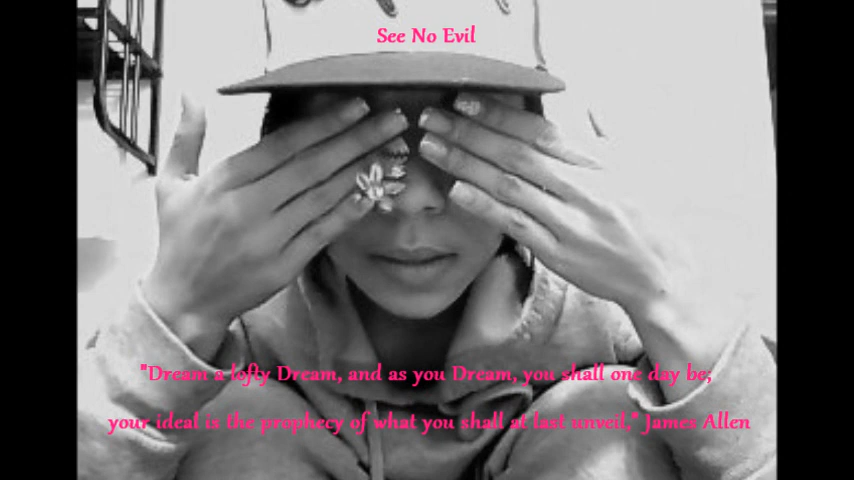 See No Evil
"Dream a lofty Dream, and as you Dream, you shall one day be;
your ideal is the prophecy of what you shall at last unveil," James Allen